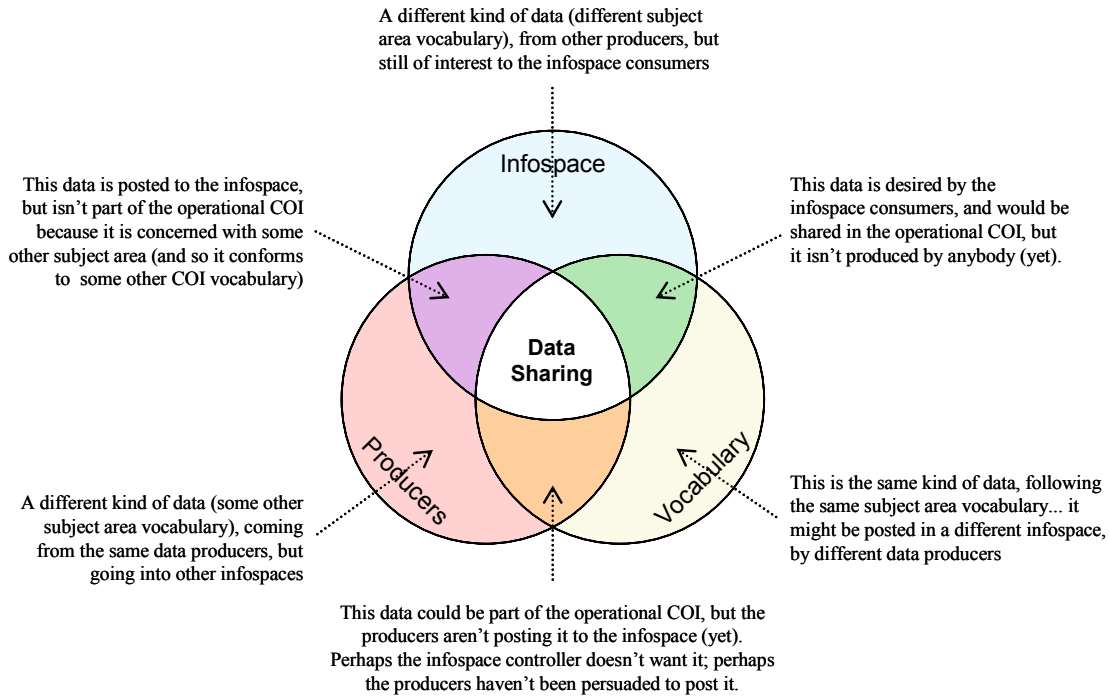 A different kind of data (different subject
area vocabulary), from other producers, but
still of interest to the infospace consumers
Infospace
This data is posted to the infospace,
but isn't part of the operational COI
because it is concerned with some
other subject area (and so it conforms
to some other COI vocabulary)
This data is desired by the
infospace consumers, and would be
shared in the operational COI, but
it isn't produced by anybody (yet).
Data
Sharing
Producers
Vocabulary
A different kind of data (some other
subject area vocabulary), coming
from the same data producers, but
going into other infospaces
This is the same kind of data, following
the same subject area vocabulary... it
might be posted in a different infospace,
by different data producers
This data could be part of the operational COI, but the
producers aren't posting it to the infospace (yet).
Perhaps the infospace controller doesn't want it; perhaps
the producers haven't been persuaded to post it.